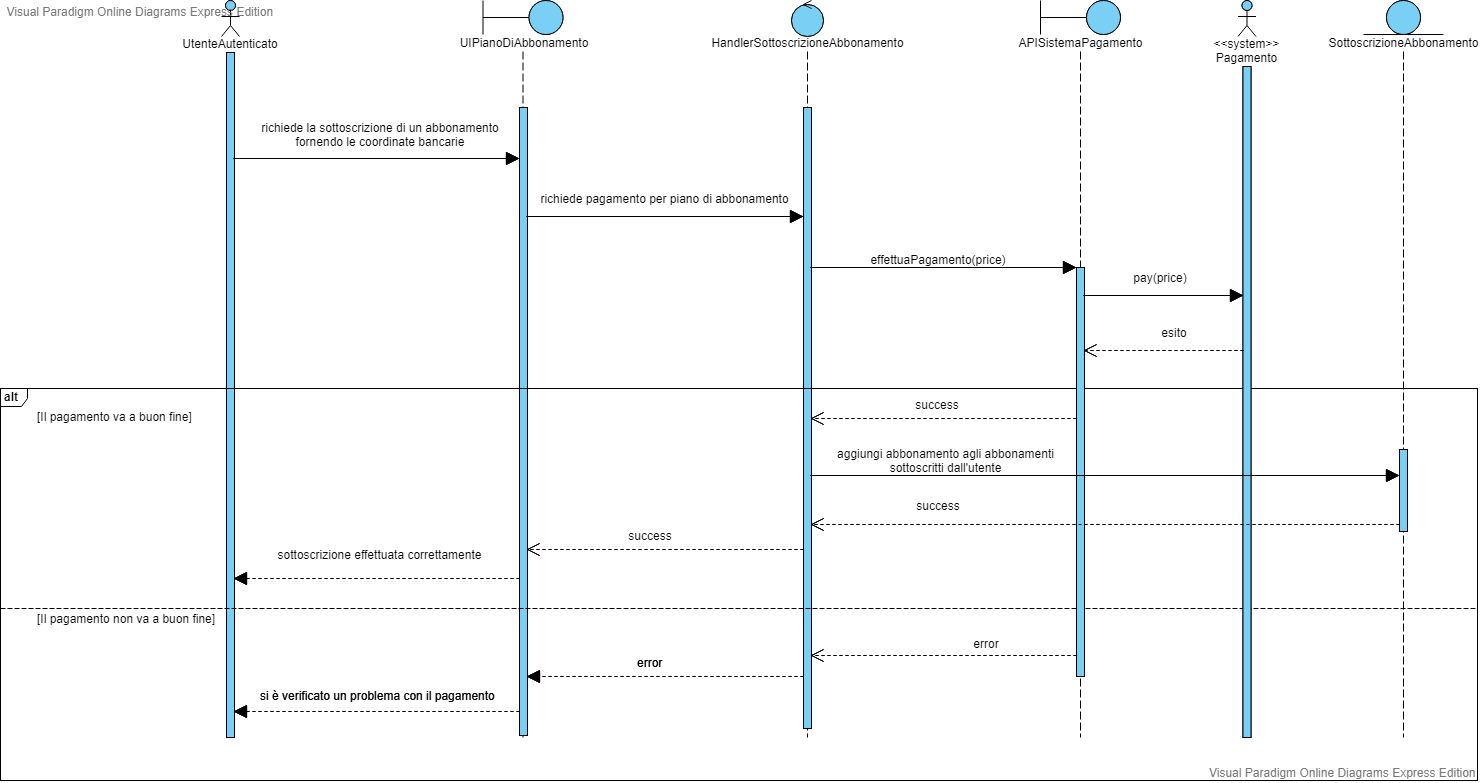 Visual Paradigm Online Diagrams Express Edition
UtenteAutenticato
UIPianoDiAbbonamento
HandlerSottoscrizioneAbbonamento
APISistemaPagamento
<<system>>
Pagamento
SottoscrizioneAbbonamento
richiede la sottoscrizione di un abbonamento
fornendo le coordinate bancarie
richiede pagamento per piano di abbonamento
effettuaPagamento(price)
pay(price)
esito
alt
[Il pagamento va a buon fine]
success
aggiungi abbonamento agli abbonamenti
sottoscritti dall'utente
success
success
sottoscrizione effettuata correttamente
[Il pagamento non va a buon fine]
error
error
si è verificato un problema con il pagamento
Visual Paradigm Online Diagrams Express Edition